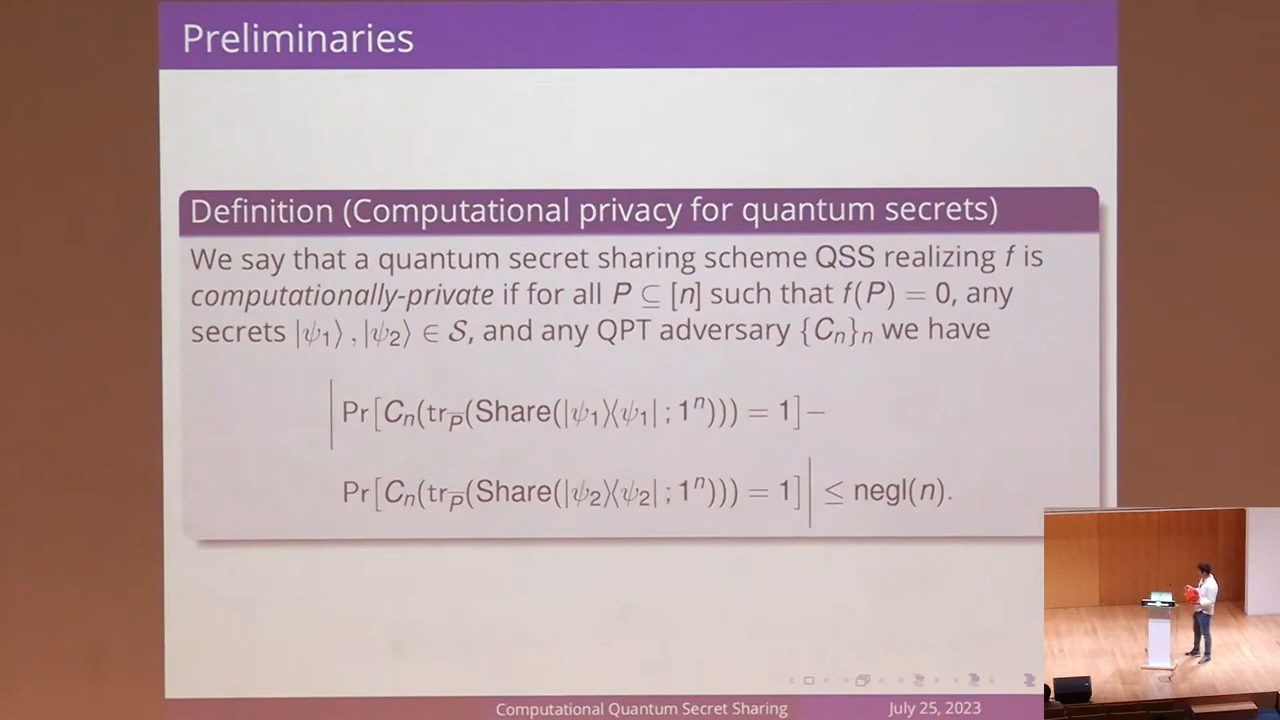 Preliminaries
Definition (Computational privacy for quantum secrets)
We say that a quantum secret sharing scheme QSS realizing f is
computationally-private if for all P ⊆ [n] such that f(P) = 0, any
secrets |ψ₁⟩, |ψ₂⟩ ∈ 𝒮, and any QPT adversary {Cₙ}ₙ we have
| Pr[Cₙ(tr_P̅(Share(|ψ₁⟩⟨ψ₁| ; 1ⁿ))) = 1] −
Pr[Cₙ(tr_P̅(Share(|ψ₂⟩⟨ψ₂| ; 1ⁿ))) = 1] | ≤ negl(n).
Computational Quantum Secret Sharing July 25, 2023